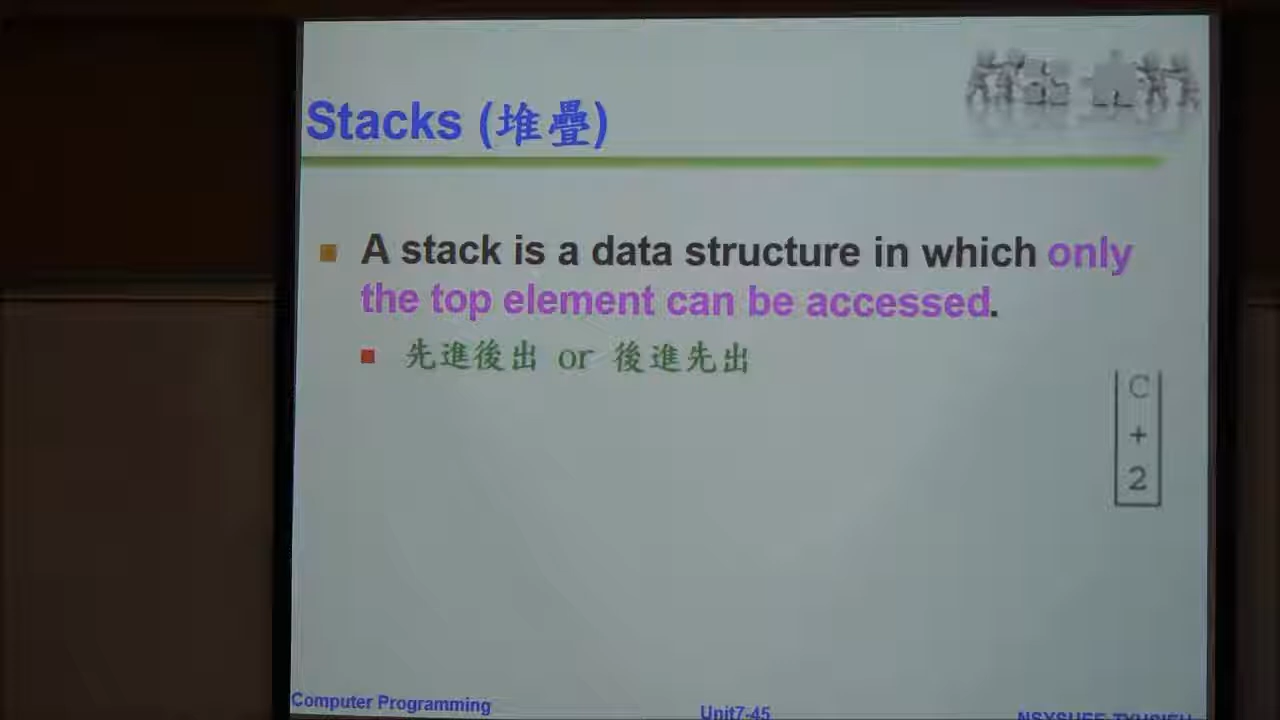 Stacks (堆疊)
A stack is a data structure in which only
the top element can be accessed.
先進後出 or 後進先出
C
+
2
Computer Programming
Unit7-45